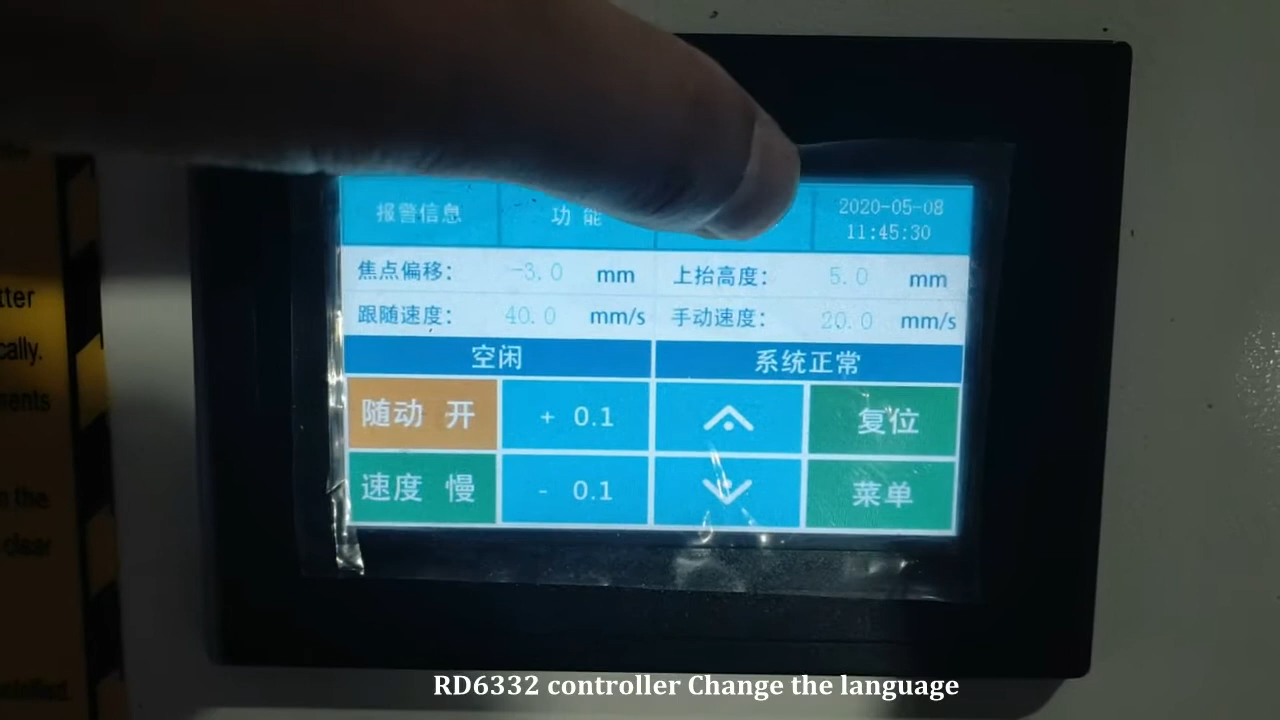 报警信息
功 能
2020-05-08
11:45:30
焦点偏移: -3.0 mm
上抬高度: 5.0 mm
跟随速度: 40.0 mm/s
手动速度: 20.0 mm/s
空闲
系统正常
随动 开
+ 0.1
复位
速度 慢
- 0.1
菜单
cally.
the
clear
RD6332 controller Change the language